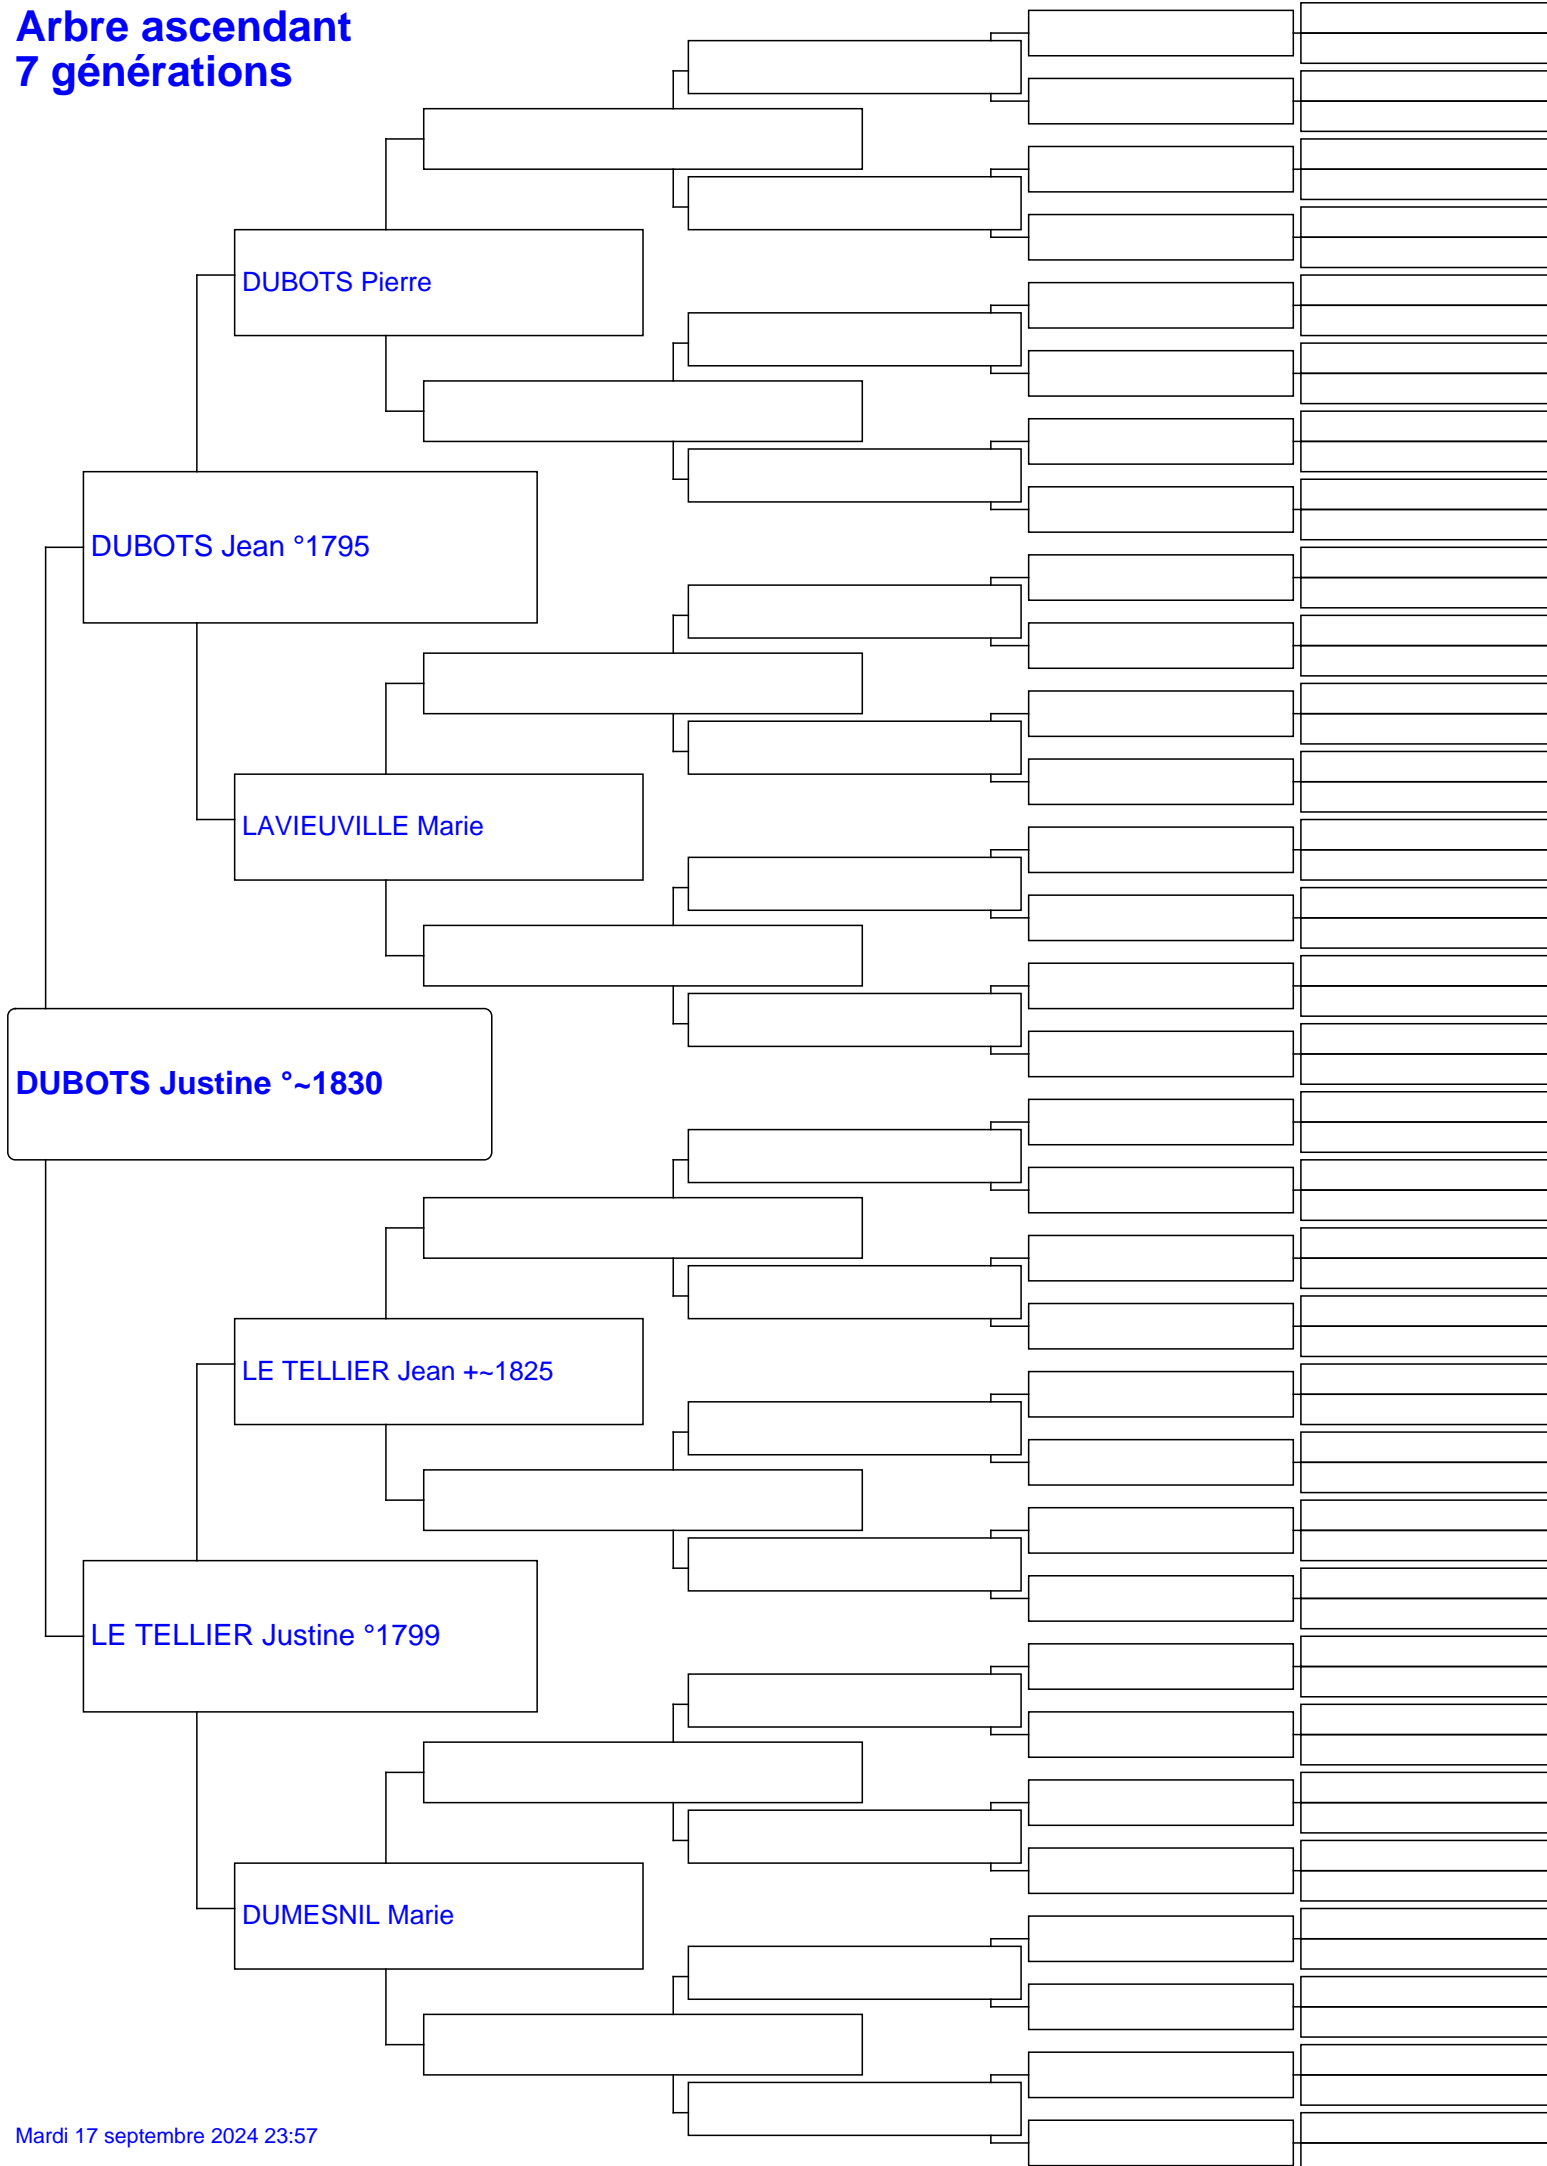 Arbre ascendant
7 générations
DUBOTS Pierre
DUBOTS Jean °1795
LAVIEUVILLE Marie
DUBOTS Justine °~1830
LE TELLIER Jean +~1825
LE TELLIER Justine °1799
DUMESNIL Marie
Mardi 17 septembre 2024 23:57